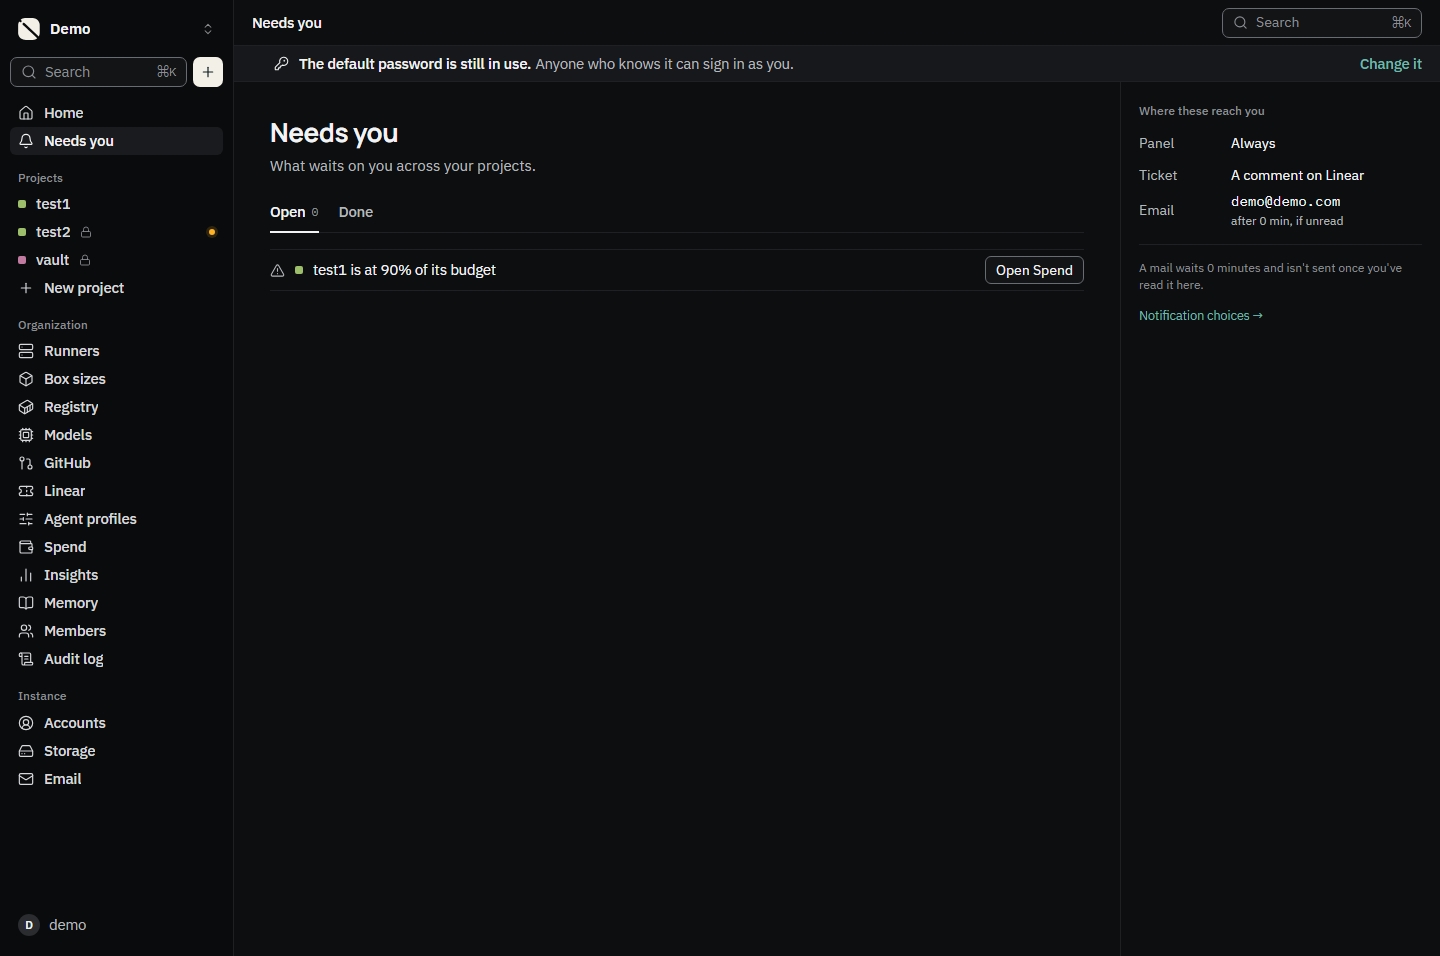 Demo
Search ⌘K
Home
Needs you
Projects
test1
test2
vault
New project
Organization
Runners
Box sizes
Registry
Models
GitHub
Linear
Agent profiles
Spend
Insights
Memory
Members
Audit log
Instance
Accounts
Storage
Email
D demo
Needs you
Search ⌘K
The default password is still in use. Anyone who knows it can sign in as you.
Change it
Needs you
What waits on you across your projects.
Open 0 Done
test1 is at 90% of its budget
Open Spend
Where these reach you
Panel Always
Ticket A comment on Linear
Email demo@demo.com
after 0 min, if unread
A mail waits 0 minutes and isn't sent once you've
read it here.
Notification choices →